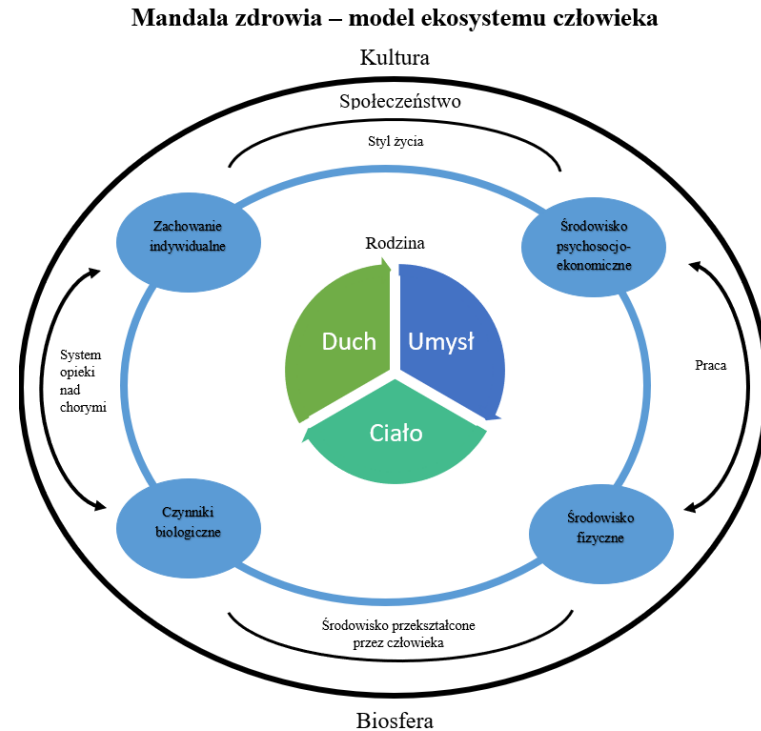 Mandala zdrowia – model ekosystemu człowieka
Kultura
Społeczeństwo
Styl życia
Zachowanie
indywidualne
Środowisko
psychosocjo-
ekonomiczne
Rodzina
Duch
Umysł
Ciało
System
opieki
nad
chorymi
Praca
Czynniki
biologiczne
Środowisko
fizyczne
Środowisko przekształcone
przez człowieka
Biosfera